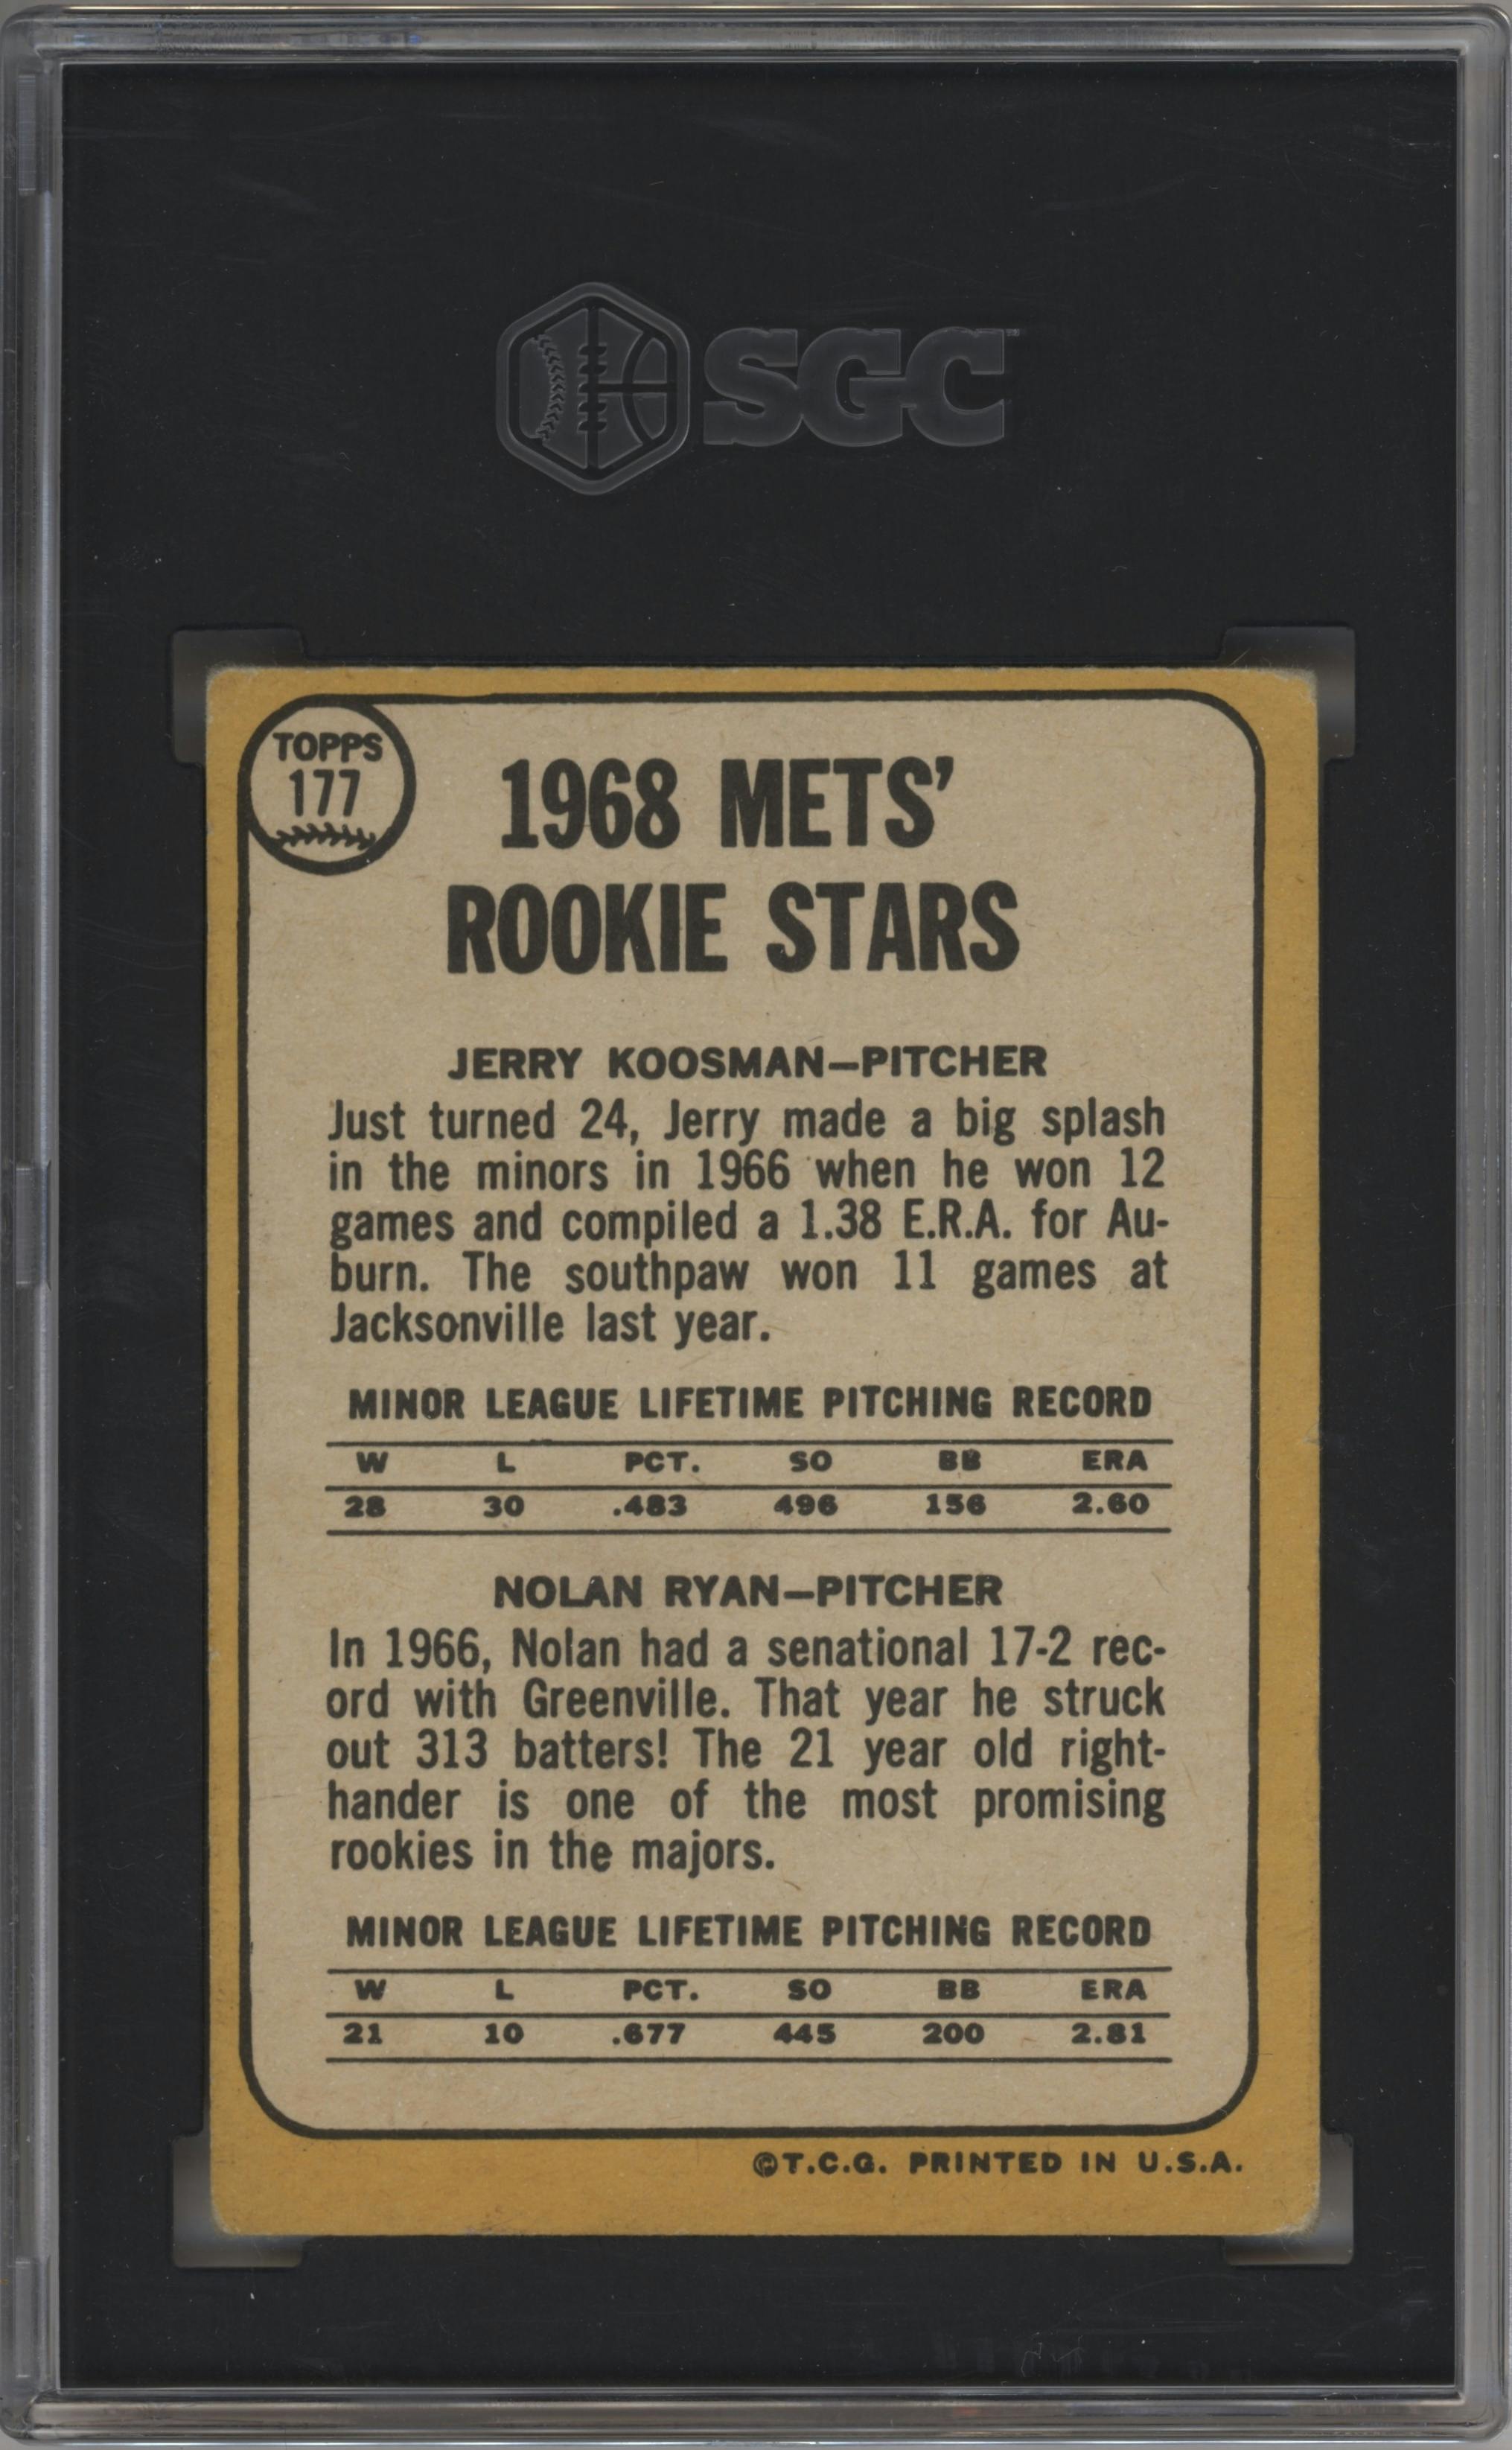 SGC
TOPPS
177
1968 METS'
ROOKIE STARS
JERRY KOOSMAN—PITCHER
Just turned 24, Jerry made a big splash
in the minors in 1966 when he won 12
games and compiled a 1.38 E.R.A. for Au-
burn. The southpaw won 11 games at
Jacksonville last year.
MINOR LEAGUE LIFETIME PITCHING RECORD
W L PCT. SO BB ERA
28 30 .483 496 156 2.60
NOLAN RYAN—PITCHER
In 1966, Nolan had a senational 17-2 rec-
ord with Greenville. That year he struck
out 313 batters! The 21 year old right-
hander is one of the most promising
rookies in the majors.
MINOR LEAGUE LIFETIME PITCHING RECORD
W L PCT. SO BB ERA
21 10 .677 445 200 2.81
©T.C.G. PRINTED IN U.S.A.